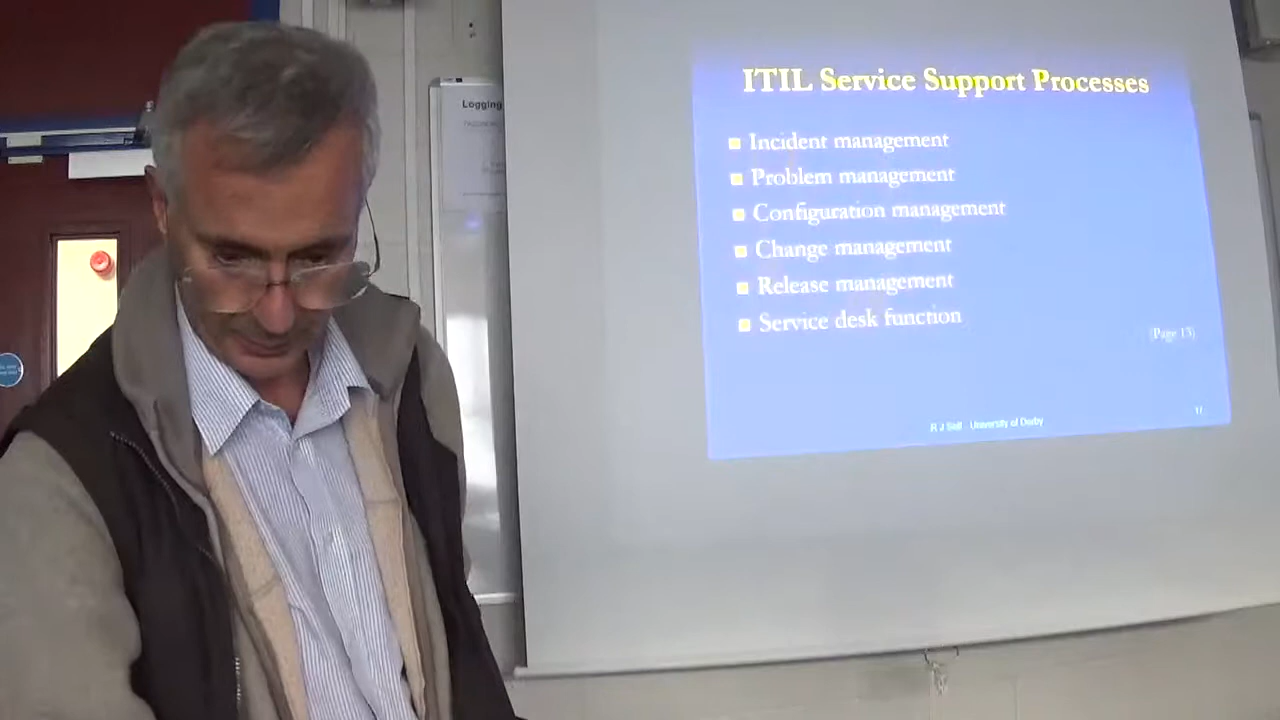 Logging
ITIL Service Support Processes
Incident management
Problem management
Configuration management
Change management
Release management
Service desk function
(Page 13)
University of Derby